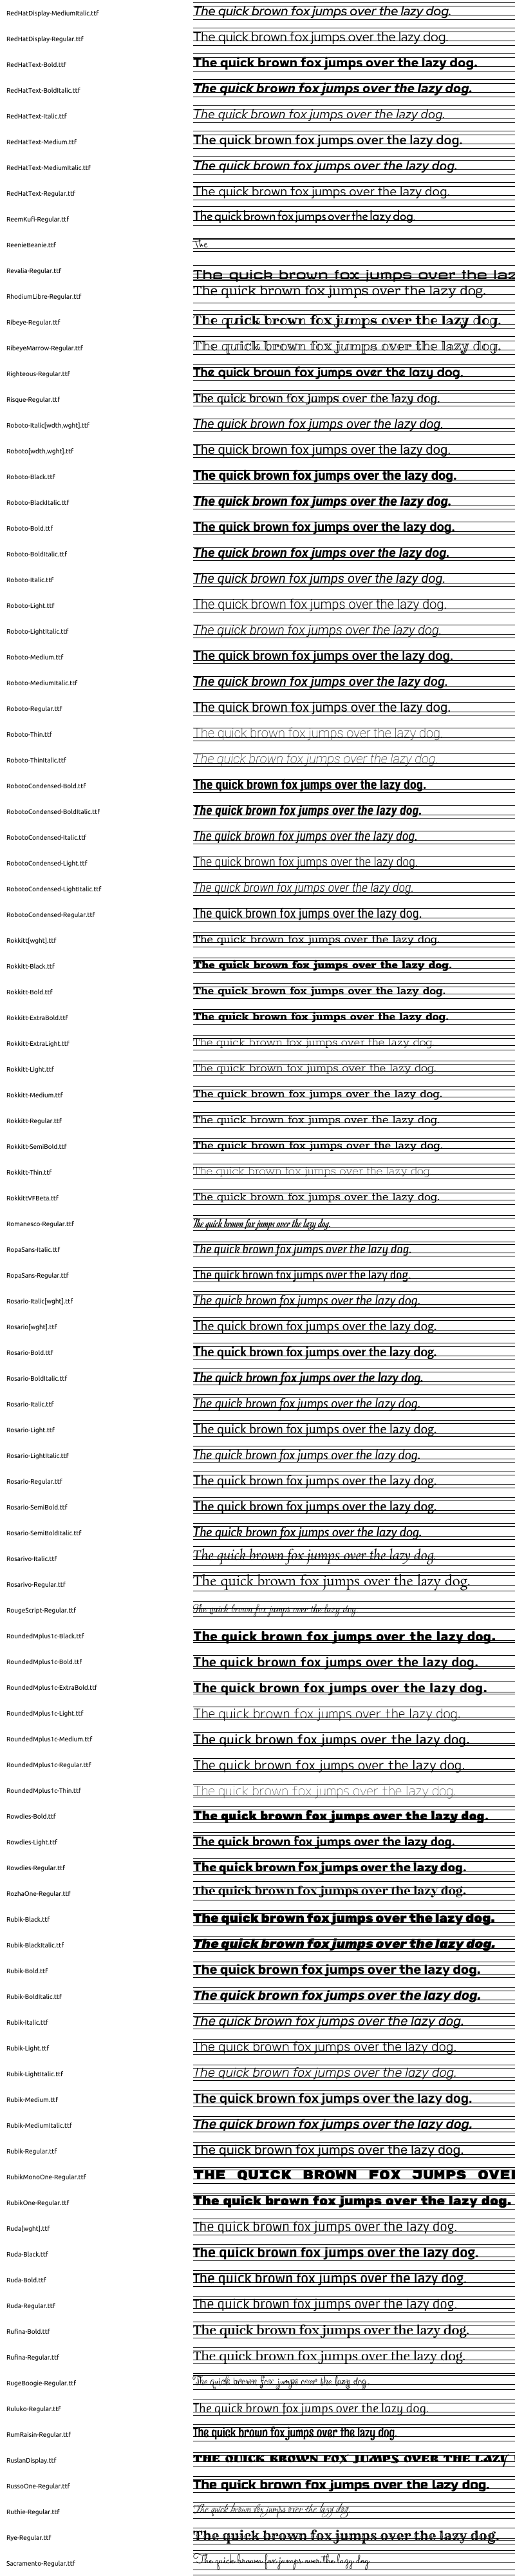 RedHatDisplay-MediumItalic.ttf The quick brown fox jumps over the lazy dog.
RedHatDisplay-Regular.ttf The quick brown fox jumps over the lazy dog.
RedHatText-Bold.ttf The quick brown fox jumps over the lazy dog.
RedHatText-BoldItalic.ttf The quick brown fox jumps over the lazy dog.
RedHatText-Italic.ttf The quick brown fox jumps over the lazy dog.
RedHatText-Medium.ttf The quick brown fox jumps over the lazy dog.
RedHatText-MediumItalic.ttf The quick brown fox jumps over the lazy dog.
RedHatText-Regular.ttf The quick brown fox jumps over the lazy dog.
ReemKufi-Regular.ttf The quick brown fox jumps over the lazy dog.
ReenieBeanie.ttf The
Revalia-Regular.ttf The quick brown fox jumps over the laz
RhodiumLibre-Regular.ttf The quick brown fox jumps over the lazy dog.
Ribeye-Regular.ttf The quick brown fox jumps over the lazy dog.
RibeyeMarrow-Regular.ttf The quick brown fox jumps over the lazy dog.
Righteous-Regular.ttf The quick brown fox jumps over the lazy dog.
Risque-Regular.ttf The quick brown fox jumps over the lazy dog.
Roboto-Italic[wdth,wght].ttf The quick brown fox jumps over the lazy dog.
Roboto[wdth,wght].ttf The quick brown fox jumps over the lazy dog.
Roboto-Black.ttf The quick brown fox jumps over the lazy dog.
Roboto-BlackItalic.ttf The quick brown fox jumps over the lazy dog.
Roboto-Bold.ttf The quick brown fox jumps over the lazy dog.
Roboto-BoldItalic.ttf The quick brown fox jumps over the lazy dog.
Roboto-Italic.ttf The quick brown fox jumps over the lazy dog.
Roboto-Light.ttf The quick brown fox jumps over the lazy dog.
Roboto-LightItalic.ttf The quick brown fox jumps over the lazy dog.
Roboto-Medium.ttf The quick brown fox jumps over the lazy dog.
Roboto-MediumItalic.ttf The quick brown fox jumps over the lazy dog.
Roboto-Regular.ttf The quick brown fox jumps over the lazy dog.
Roboto-Thin.ttf The quick brown fox jumps over the lazy dog.
Roboto-ThinItalic.ttf The quick brown fox jumps over the lazy dog.
RobotoCondensed-Bold.ttf The quick brown fox jumps over the lazy dog.
RobotoCondensed-BoldItalic.ttf The quick brown fox jumps over the lazy dog.
RobotoCondensed-Italic.ttf The quick brown fox jumps over the lazy dog.
RobotoCondensed-Light.ttf The quick brown fox jumps over the lazy dog.
RobotoCondensed-LightItalic.ttf The quick brown fox jumps over the lazy dog.
RobotoCondensed-Regular.ttf The quick brown fox jumps over the lazy dog.
Rokkitt[wght].ttf The quick brown fox jumps over the lazy dog.
Rokkitt-Black.ttf The quick brown fox jumps over the lazy dog.
Rokkitt-Bold.ttf The quick brown fox jumps over the lazy dog.
Rokkitt-ExtraBold.ttf The quick brown fox jumps over the lazy dog.
Rokkitt-ExtraLight.ttf The quick brown fox jumps over the lazy dog.
Rokkitt-Light.ttf The quick brown fox jumps over the lazy dog.
Rokkitt-Medium.ttf The quick brown fox jumps over the lazy dog.
Rokkitt-Regular.ttf The quick brown fox jumps over the lazy dog.
Rokkitt-SemiBold.ttf The quick brown fox jumps over the lazy dog.
Rokkitt-Thin.ttf The quick brown fox jumps over the lazy dog.
RokkittVFBeta.ttf The quick brown fox jumps over the lazy dog.
Romanesco-Regular.ttf The quick brown fox jumps over the lazy dog.
RopaSans-Italic.ttf The quick brown fox jumps over the lazy dog.
RopaSans-Regular.ttf The quick brown fox jumps over the lazy dog.
Rosario-Italic[wght].ttf The quick brown fox jumps over the lazy dog.
Rosario[wght].ttf The quick brown fox jumps over the lazy dog.
Rosario-Bold.ttf The quick brown fox jumps over the lazy dog.
Rosario-BoldItalic.ttf The quick brown fox jumps over the lazy dog.
Rosario-Italic.ttf The quick brown fox jumps over the lazy dog.
Rosario-Light.ttf The quick brown fox jumps over the lazy dog.
Rosario-LightItalic.ttf The quick brown fox jumps over the lazy dog.
Rosario-Regular.ttf The quick brown fox jumps over the lazy dog.
Rosario-SemiBold.ttf The quick brown fox jumps over the lazy dog.
Rosario-SemiBoldItalic.ttf The quick brown fox jumps over the lazy dog.
Rosarivo-Italic.ttf The quick brown fox jumps over the lazy dog.
Rosarivo-Regular.ttf The quick brown fox jumps over the lazy dog.
RougeScript-Regular.ttf The quick brown fox jumps over the lazy dog.
RoundedMplus1c-Black.ttf The quick brown fox jumps over the lazy dog.
RoundedMplus1c-Bold.ttf The quick brown fox jumps over the lazy dog.
RoundedMplus1c-ExtraBold.ttf The quick brown fox jumps over the lazy dog.
RoundedMplus1c-Light.ttf The quick brown fox jumps over the lazy dog.
RoundedMplus1c-Medium.ttf The quick brown fox jumps over the lazy dog.
RoundedMplus1c-Regular.ttf The quick brown fox jumps over the lazy dog.
RoundedMplus1c-Thin.ttf The quick brown fox jumps over the lazy dog.
Rowdies-Bold.ttf The quick brown fox jumps over the lazy dog.
Rowdies-Light.ttf The quick brown fox jumps over the lazy dog.
Rowdies-Regular.ttf The quick brown fox jumps over the lazy dog.
RozhaOne-Regular.ttf The quick brown fox jumps over the lazy dog.
Rubik-Black.ttf The quick brown fox jumps over the lazy dog.
Rubik-BlackItalic.ttf The quick brown fox jumps over the lazy dog.
Rubik-Bold.ttf The quick brown fox jumps over the lazy dog.
Rubik-BoldItalic.ttf The quick brown fox jumps over the lazy dog.
Rubik-Italic.ttf The quick brown fox jumps over the lazy dog.
Rubik-Light.ttf The quick brown fox jumps over the lazy dog.
Rubik-LightItalic.ttf The quick brown fox jumps over the lazy dog.
Rubik-Medium.ttf The quick brown fox jumps over the lazy dog.
Rubik-MediumItalic.ttf The quick brown fox jumps over the lazy dog.
Rubik-Regular.ttf The quick brown fox jumps over the lazy dog.
RubikMonoOne-Regular.ttf THE QUICK BROWN FOX JUMPS OVE
RubikOne-Regular.ttf The quick brown fox jumps over the lazy dog.
Ruda[wght].ttf The quick brown fox jumps over the lazy dog.
Ruda-Black.ttf The quick brown fox jumps over the lazy dog.
Ruda-Bold.ttf The quick brown fox jumps over the lazy dog.
Ruda-Regular.ttf The quick brown fox jumps over the lazy dog.
Rufina-Bold.ttf The quick brown fox jumps over the lazy dog.
Rufina-Regular.ttf The quick brown fox jumps over the lazy dog.
RugeBoogie-Regular.ttf The quick brown fox jumps over the lazy dog.
Ruluko-Regular.ttf The quick brown fox jumps over the lazy dog.
RumRaisin-Regular.ttf The quick brown fox jumps over the lazy dog.
RuslanDisplay.ttf THE QUICK BROWN FOX JUMPS OVER THE LAZY
RussoOne-Regular.ttf The quick brown fox jumps over the lazy dog.
Ruthie-Regular.ttf The quick brown fox jumps over the lazy dog.
Rye-Regular.ttf The quick brown fox jumps over the lazy dog.
Sacramento-Regular.ttf The quick brown fox jumps over the lazy dog.